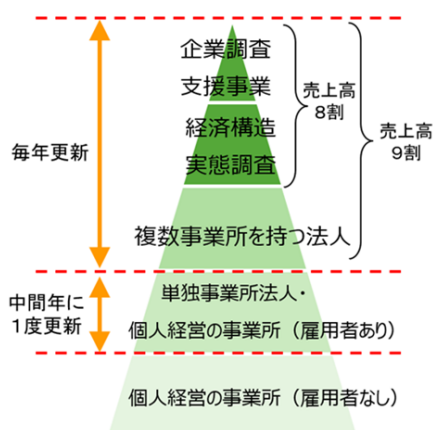 企業調査
支援事業
経済構造
実態調査
売上高
8割
売上高
9割
毎年更新
複数事業所を持つ法人
中間年に
1度更新
単独事業所法人・
個人経営の事業所（雇用者あり）
個人経営の事業所（雇用者なし）